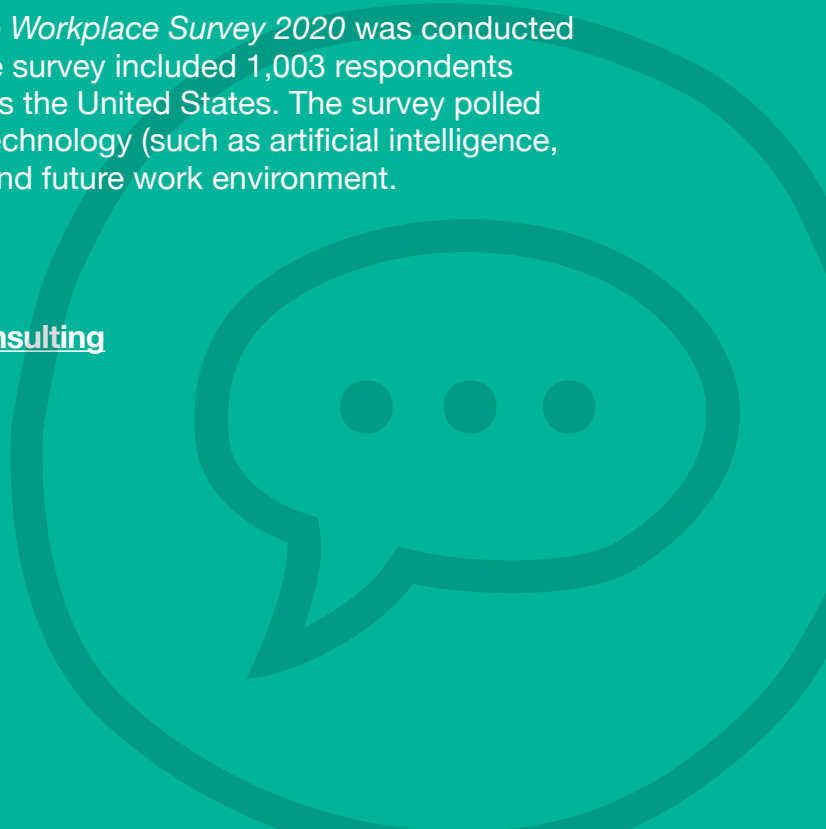 Workplace Survey 2020 was conducted
survey included 1,003 respondents
s the United States. The survey polled
echnology (such as artificial intelligence,
nd future work environment.
nsulting